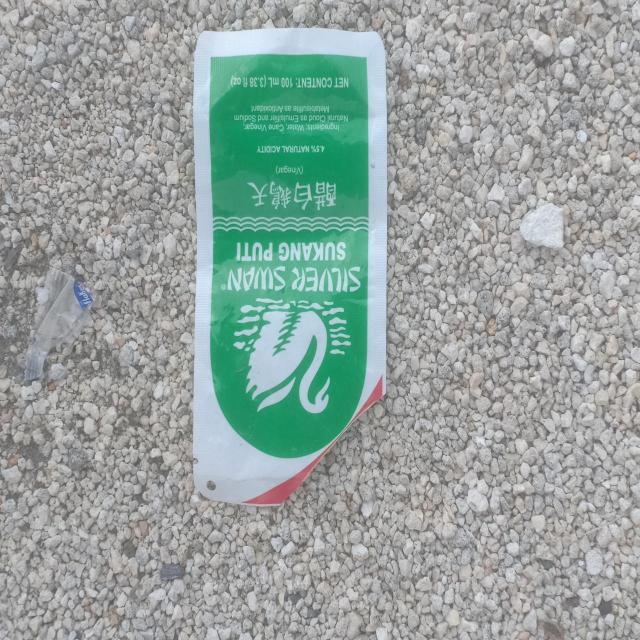 SILVER SWAN™
SUKANG PUTI
醋白鵝天
(Vinegar)
4.5% NATURAL ACIDITY
Ingredients: Water, Cane Vinegar,
Natural Cloud as Emulsifier and Sodium
Metabisulfite as Antioxidant
NET CONTENT: 100 mL (3.38 fl oz)